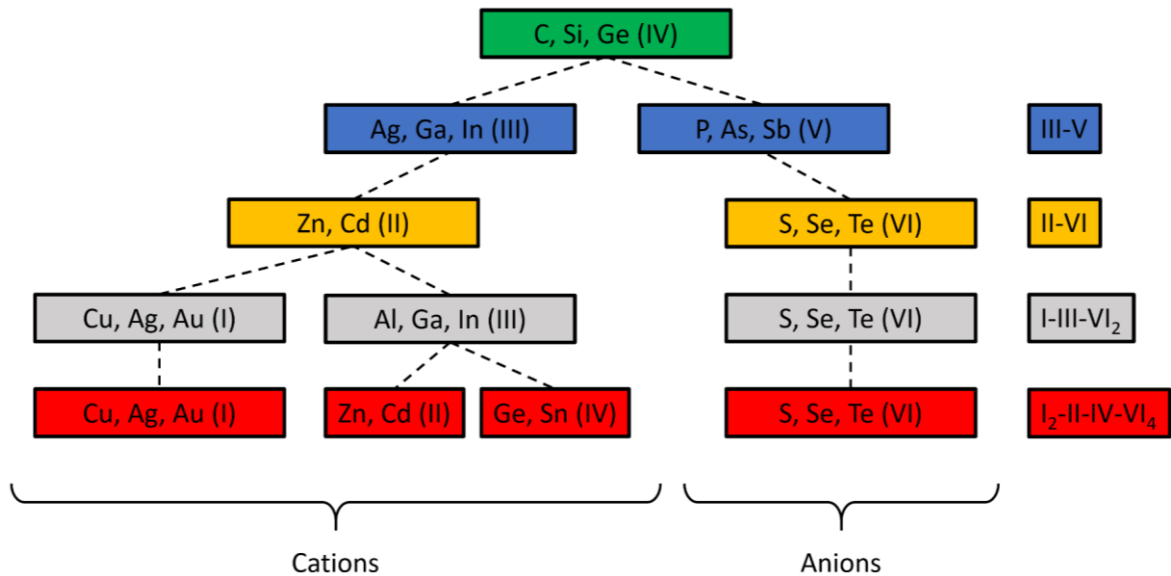 C, Si, Ge (IV)
Ag, Ga, In (III)
P, As, Sb (V)
III-V
Zn, Cd (II)
S, Se, Te (VI)
II-VI
Cu, Ag, Au (I)
Al, Ga, In (III)
S, Se, Te (VI)
I-III-VI₂
Cu, Ag, Au (I)
Zn, Cd (II)
Ge, Sn (IV)
S, Se, Te (VI)
I₂-II-IV-VI₄
Cations
Anions